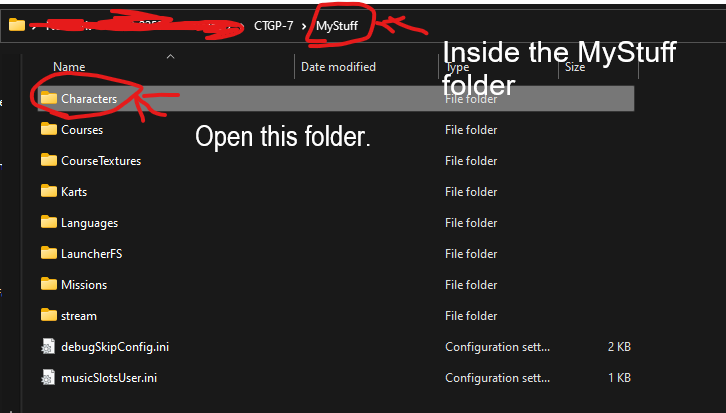 CTGP-7 > MyStuff
Inside the MyStuff
folder
Name Date modified Type Size
Characters File folder
Open this folder.
Courses File folder
CourseTextures File folder
Karts File folder
Languages File folder
LauncherFS File folder
Missions File folder
stream File folder
debugSkipConfig.ini Configuration sett... 2 KB
musicSlotsUser.ini Configuration sett... 1 KB